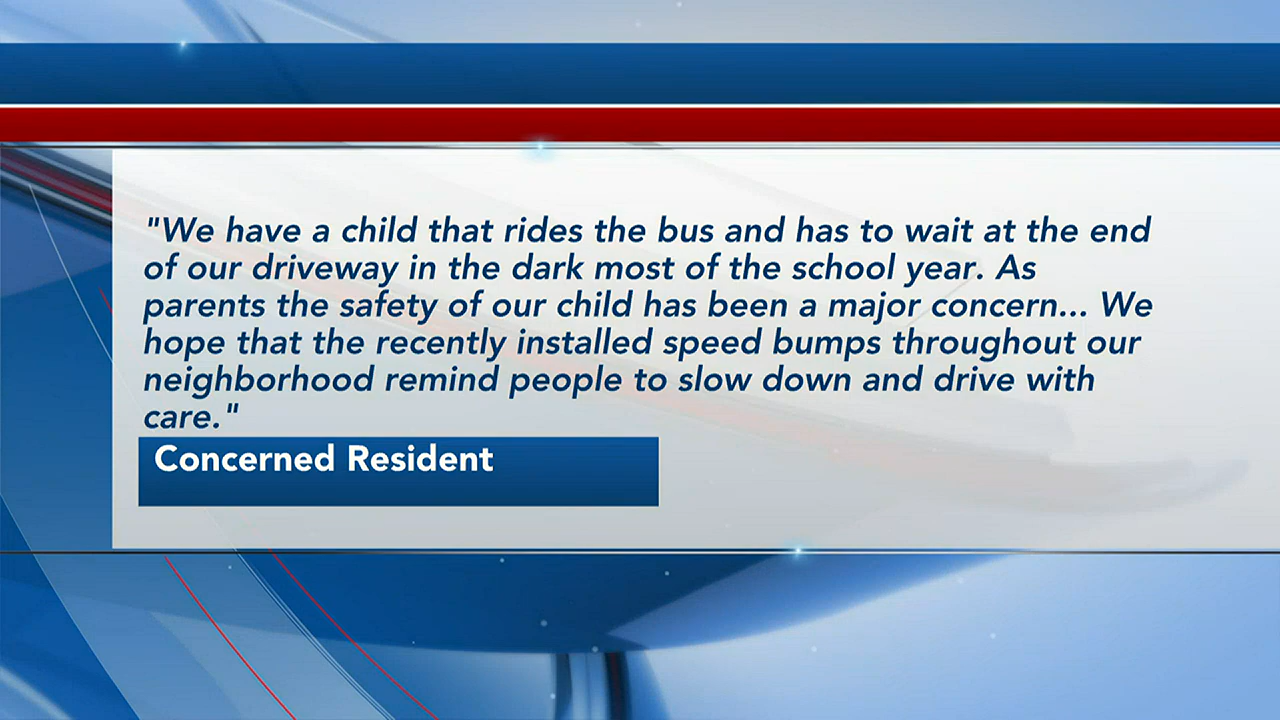 "We have a child that rides the bus and has to wait at the end
of our driveway in the dark most of the school year. As
parents the safety of our child has been a major concern... We
hope that the recently installed speed bumps throughout our
neighborhood remind people to slow down and drive with
care."
Concerned Resident